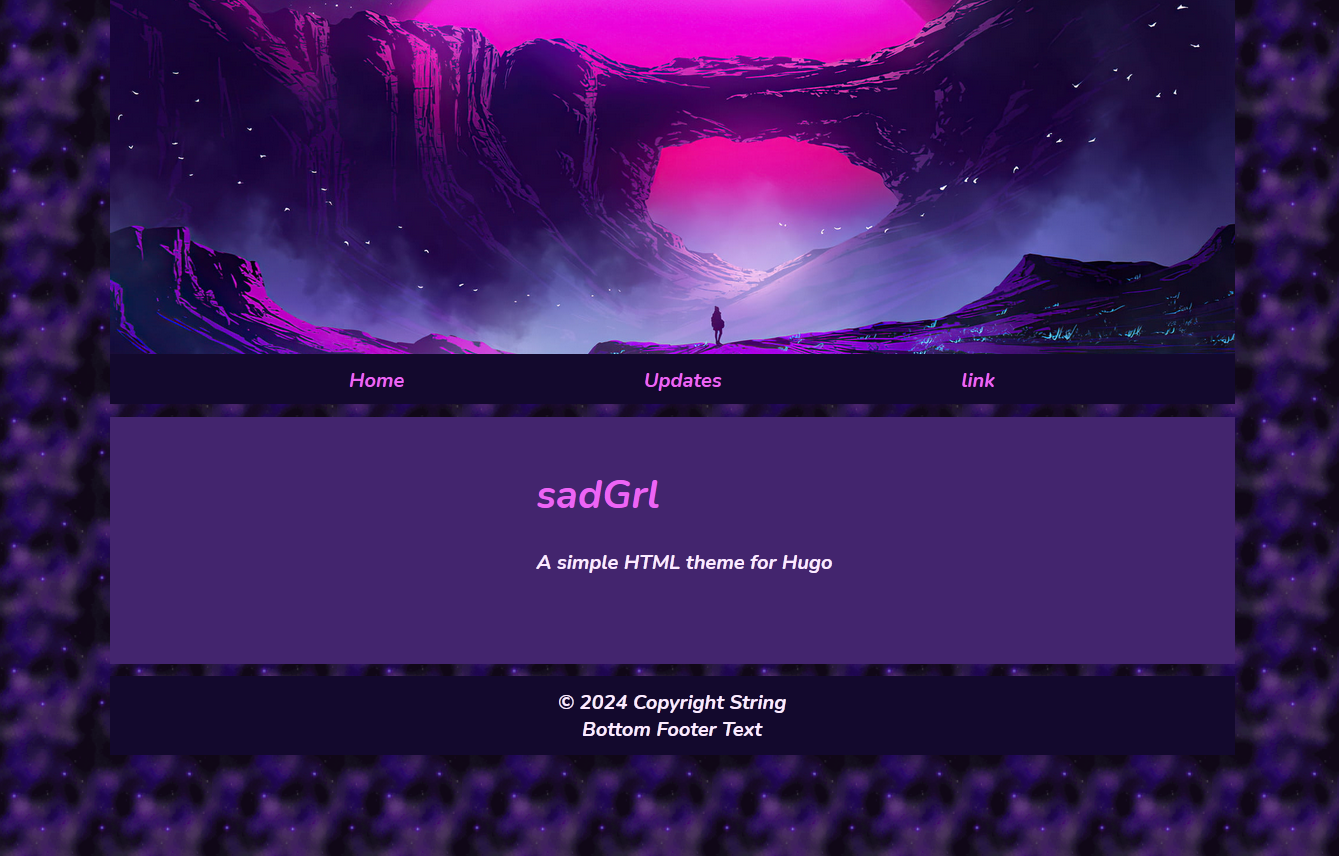 Home Updates link
sadGrl
A simple HTML theme for Hugo
© 2024 Copyright String
Bottom Footer Text